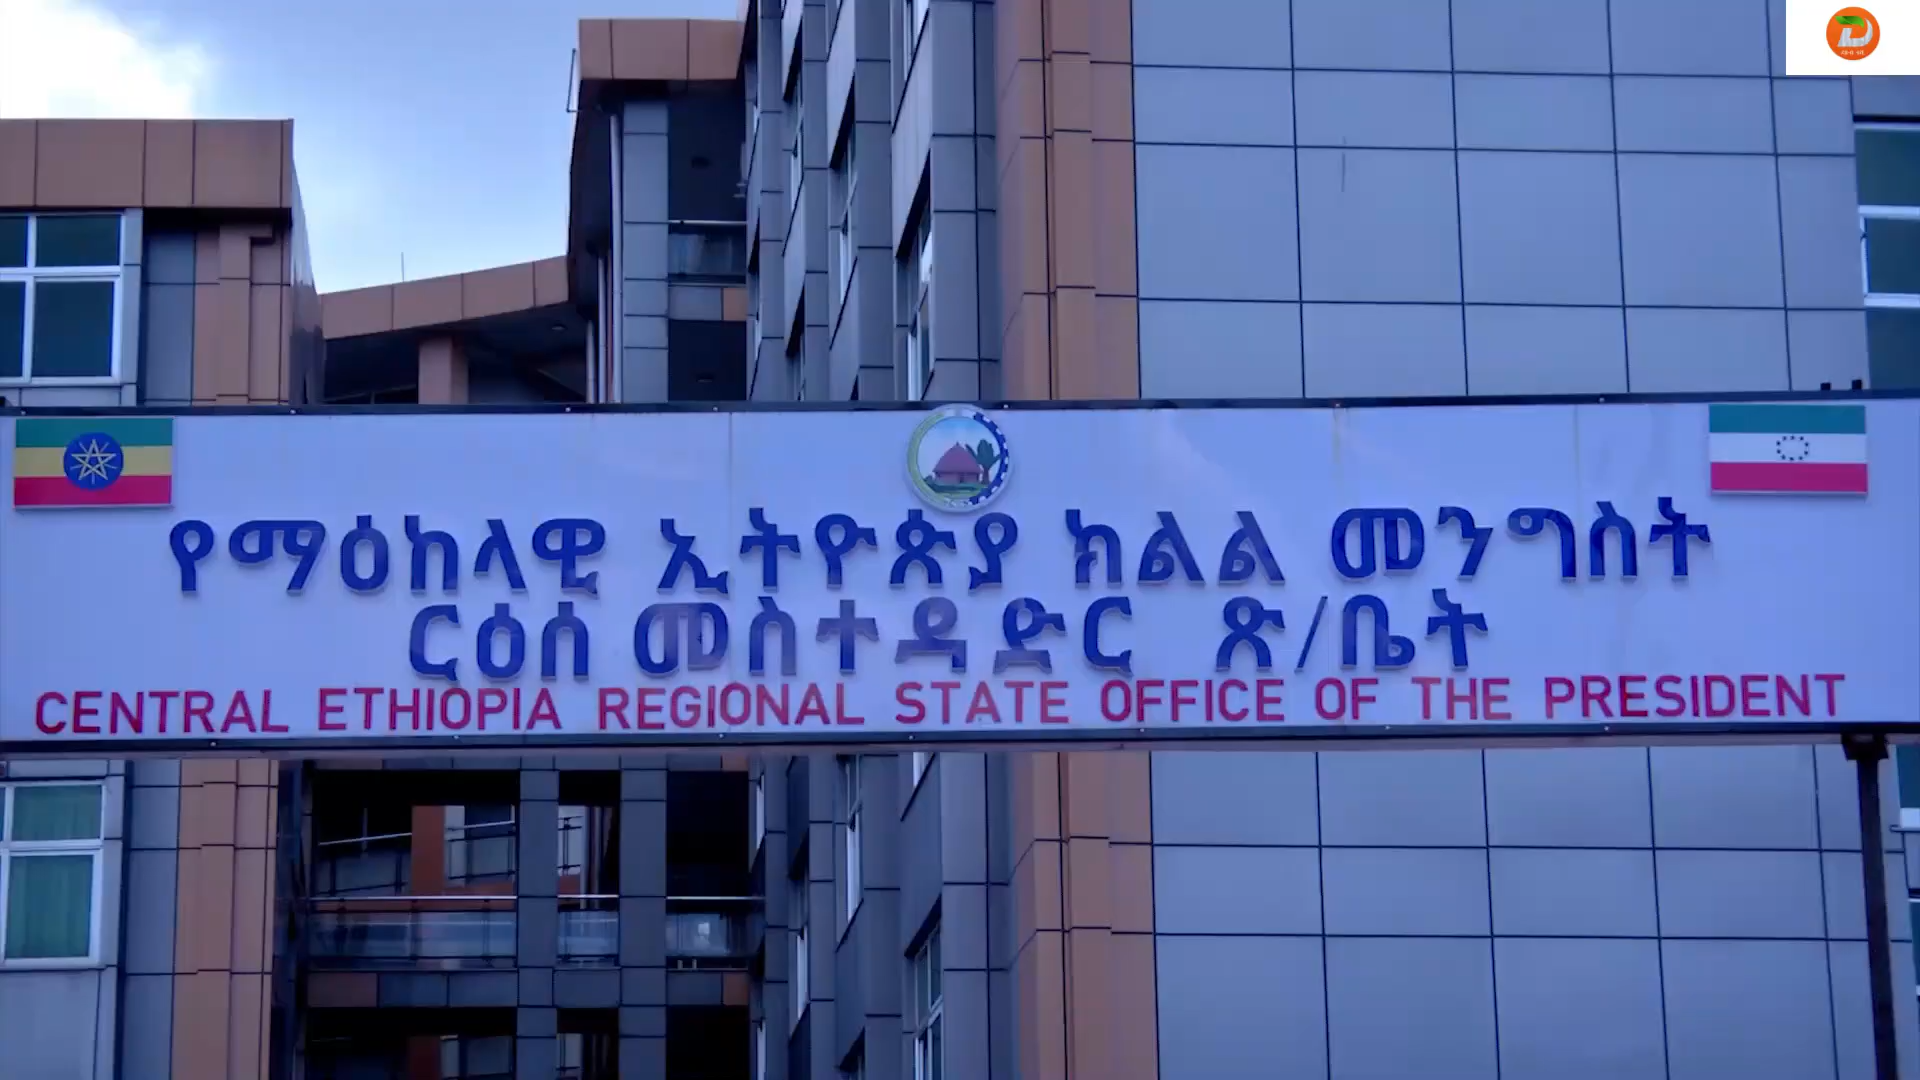 የማዕከላዊ ኢትዮጵያ ክልል መንግስት
ርዕሰ መስተዳድር ጽ/ቤት
CENTRAL ETHIOPIA REGIONAL STATE OFFICE OF THE PRESIDENT